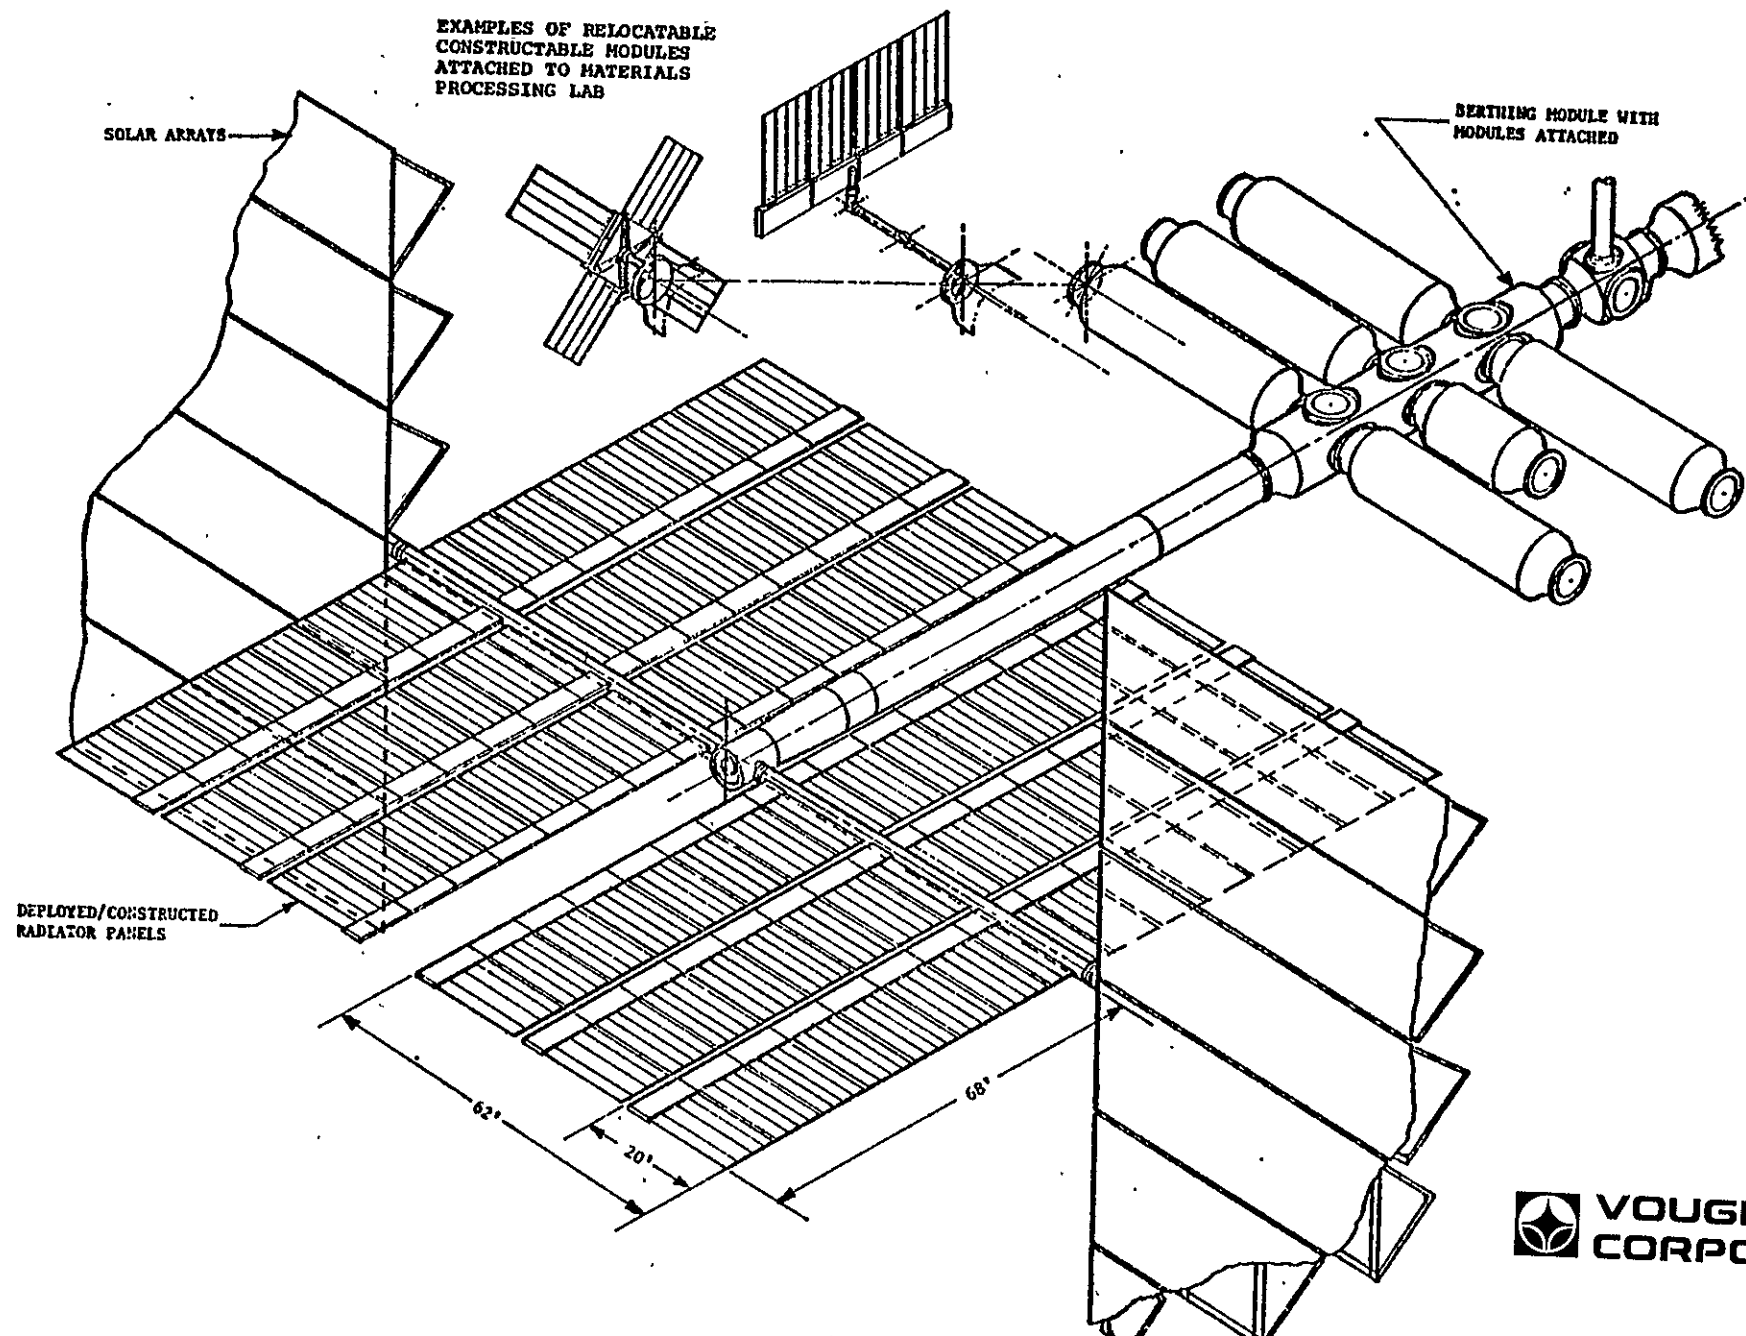 EXAMPLES OF RELOCATABLE
CONSTRUCTABLE MODULES
ATTACHED TO MATERIALS
PROCESSING LAB
SOLAR ARRAYS
BERTHING MODULE WITH
MODULES ATTACHED
DEPLOYED/CONSTRUCTED
RADIATOR PANELS
62'
20'
68'
VOUG
CORPO